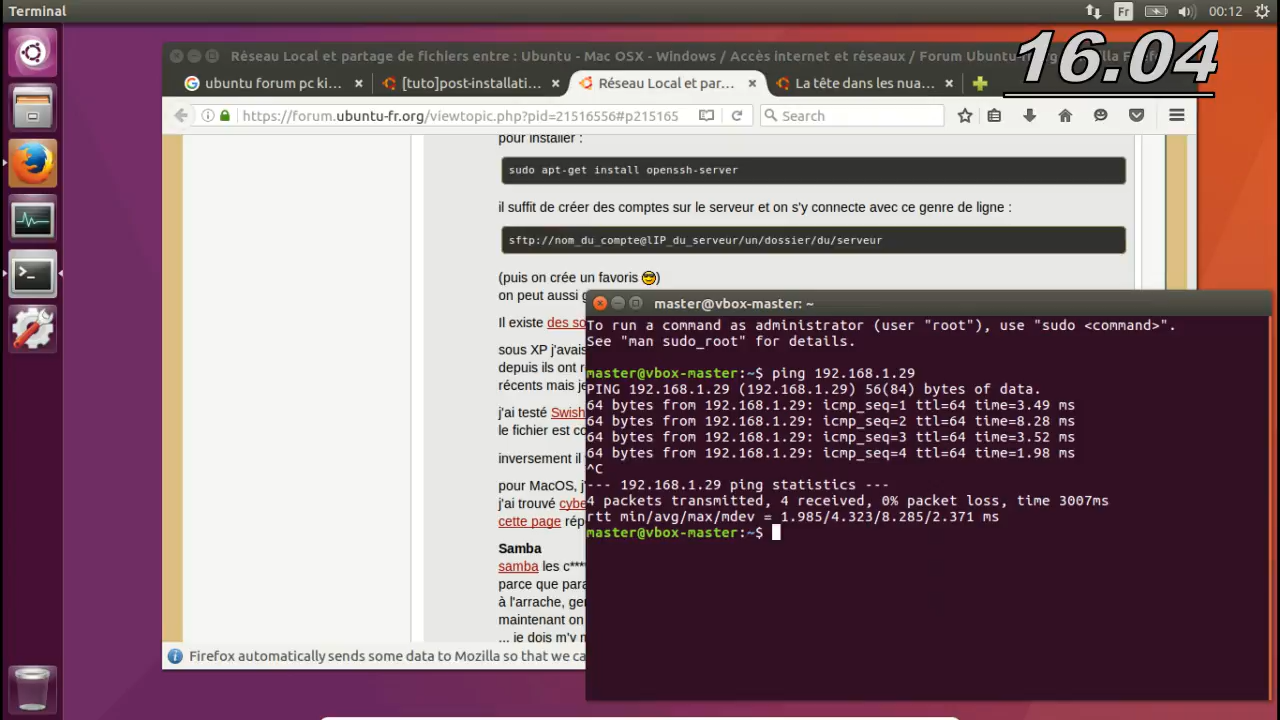 Terminal
Fr
00:12
16.04
Réseau Local et partage de fichiers entre : Ubuntu - Mac OSX - Windows / Accès internet et réseaux / Forum Ubuntu-fr.org
ubuntu forum pc ki...
[tuto]post-installati...
Réseau Local et par...
La tête dans les nua...
https://forum.ubuntu-fr.org/viewtopic.php?pid=21516556#p215165
Search
pour installer :
sudo apt-get install openssh-server
il suffit de créer des comptes sur le serveur et on s'y connecte avec ce genre de ligne :
sftp://nom_du_compte@lIP_du_serveur/un/dossier/du/serveur
(puis on crée un favoris
on peut aussi
Il existe des so
sous XP j'avais
depuis ils ont r
récents mais je
j'ai testé Swish
le fichier est co
inversement il
pour MacOS, j'
j'ai trouvé cybe
cette page rép
Samba
samba les c****
parce que para
à l'arrache, ger
maintenant on
... je dois m'y
Firefox automatically sends some data to Mozilla so that we ca
master@vbox-master: ~
To run a command as administrator (user "root"), use "sudo <command>".
See "man sudo_root" for details.
master@vbox-master:~$ ping 192.168.1.29
PING 192.168.1.29 (192.168.1.29) 56(84) bytes of data.
64 bytes from 192.168.1.29: icmp_seq=1 ttl=64 time=3.49 ms
64 bytes from 192.168.1.29: icmp_seq=2 ttl=64 time=8.28 ms
64 bytes from 192.168.1.29: icmp_seq=3 ttl=64 time=3.52 ms
64 bytes from 192.168.1.29: icmp_seq=4 ttl=64 time=1.98 ms
^C
--- 192.168.1.29 ping statistics ---
4 packets transmitted, 4 received, 0% packet loss, time 3007ms
rtt min/avg/max/mdev = 1.985/4.323/8.285/2.371 ms
master@vbox-master:~$